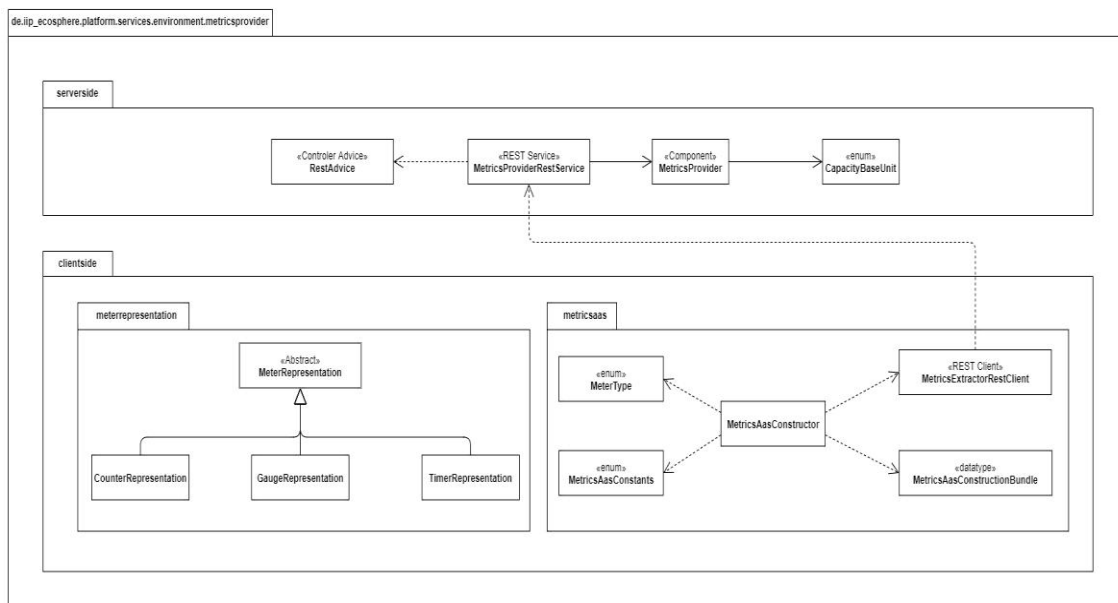 de.iip_ecosphere.platform.services.environment.metricsprovider
serverside
«Controler Advice»
RestAdvice
«REST Service»
MetricsProviderRestService
«Component»
MetricsProvider
«enum»
CapacityBaseUnit
clientside
meterrepresentation
«Abstract»
MeterRepresentation
CounterRepresentation
GaugeRepresentation
TimerRepresentation
metricsaas
«enum»
MeterType
«REST Client»
MetricsExtractorRestClient
MetricsAasConstructor
«enum»
MetricsAasConstants
«datatype»
MetricsAasConstructionBundle